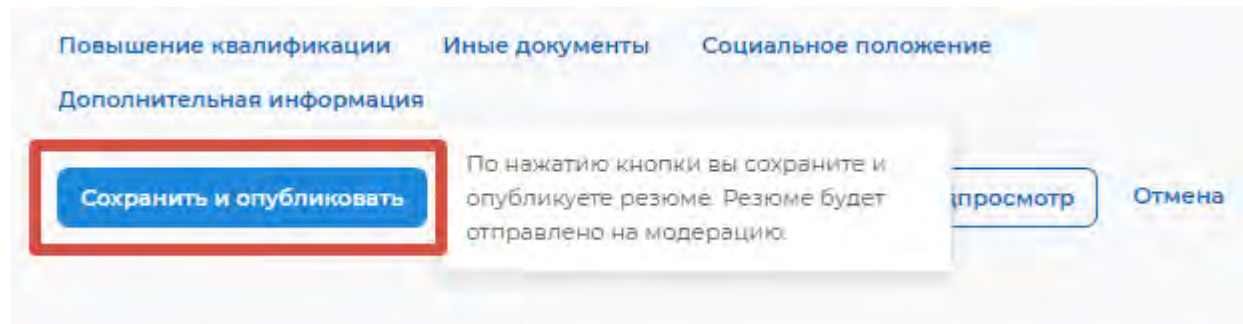 Повышение квалификации Иные документы Социальное положение
Дополнительная информация
Сохранить и опубликовать
По нажатию кнопки вы сохраните и
опубликуете резюме. Резюме будет
отправлено на модерацию.
дпросмотр Отмена